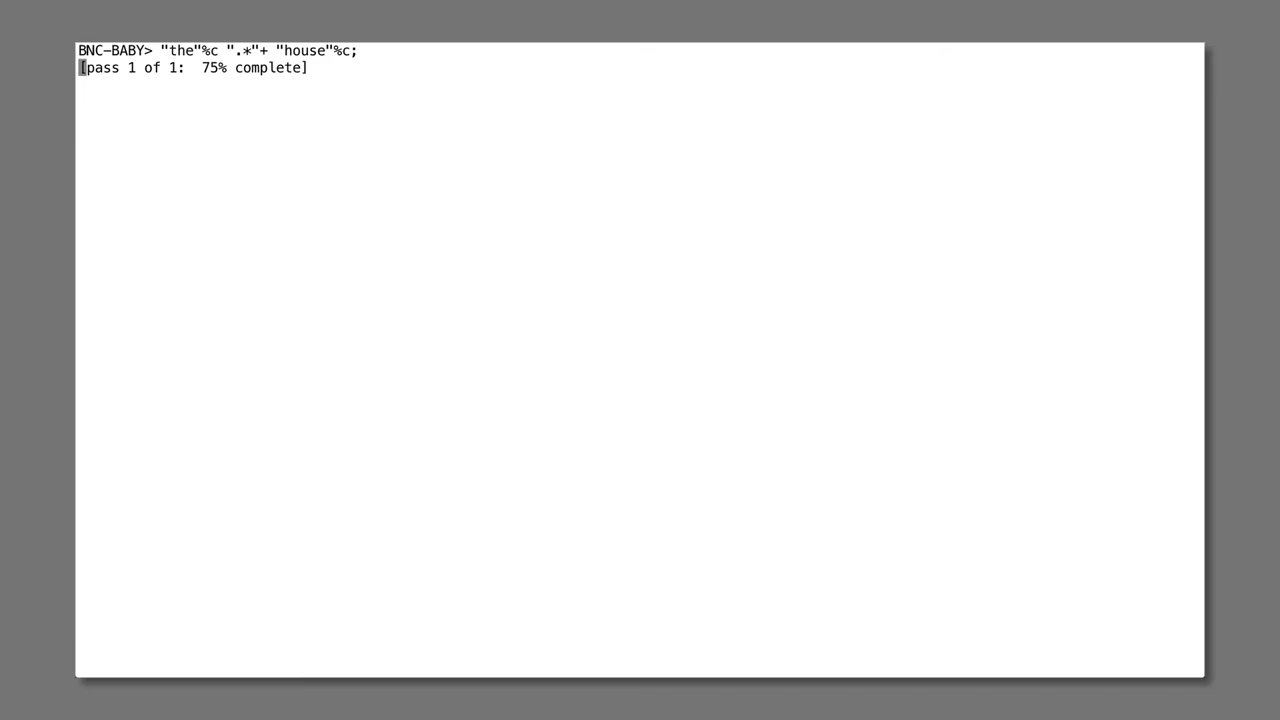 BNC-BABY> "the"%c ".*"+ "house"%c;
[pass 1 of 1:  75% complete]